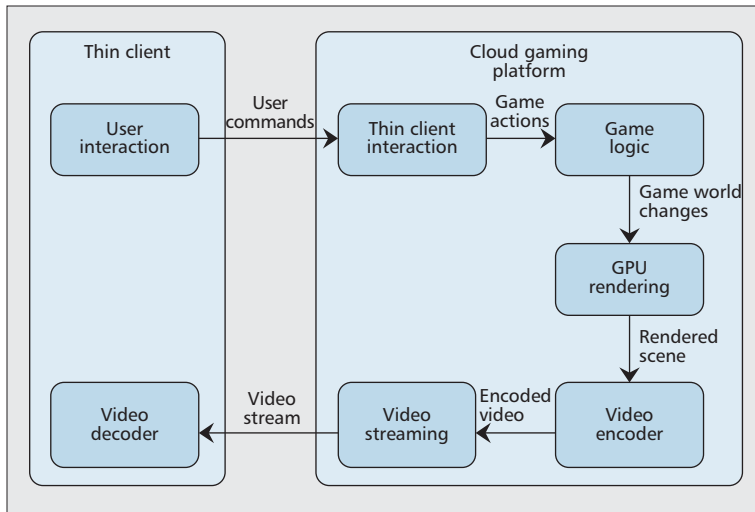 Thin client
Cloud gaming
platform
User
interaction
User
commands
Thin client
interaction
Game
actions
Game
logic
Game world
changes
GPU
rendering
Rendered
scene
Video
encoder
Encoded
video
Video
streaming
Video
stream
Video
decoder